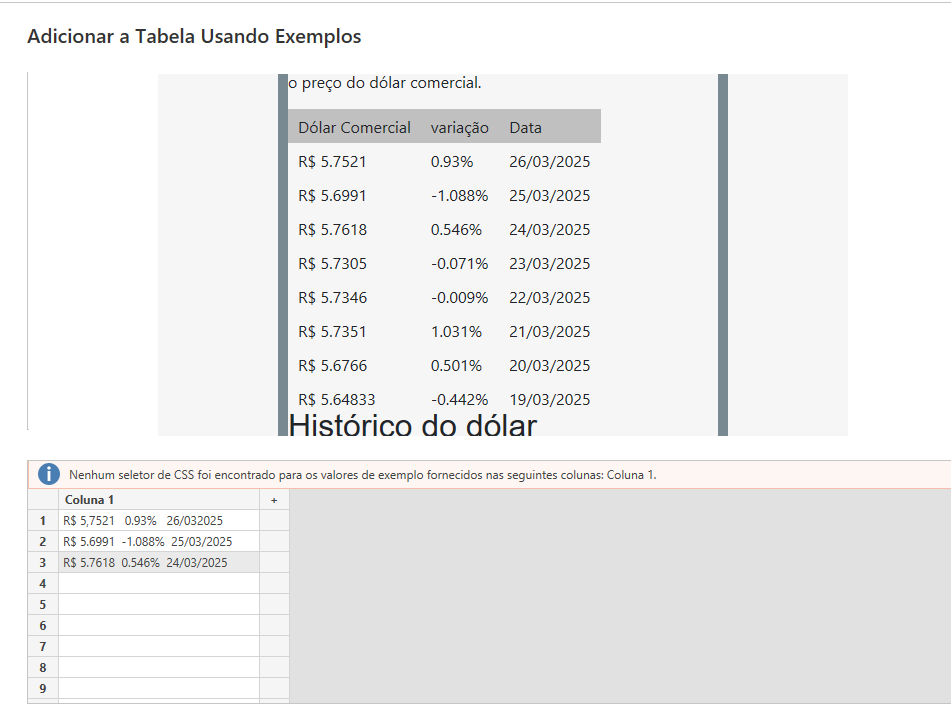 Adicionar a Tabela Usando Exemplos
o preço do dólar comercial.
Dólar Comercial variação Data
R$ 5.7521 0.93% 26/03/2025
R$ 5.6991 -1.088% 25/03/2025
R$ 5.7618 0.546% 24/03/2025
R$ 5.7305 -0.071% 23/03/2025
R$ 5.7346 -0.009% 22/03/2025
R$ 5.7351 1.031% 21/03/2025
R$ 5.6766 0.501% 20/03/2025
R$ 5.64833 -0.442% 19/03/2025
Histórico do dólar
Nenhum seletor de CSS foi encontrado para os valores de exemplo fornecidos nas seguintes colunas: Coluna 1.
Coluna 1 +
1 R$ 5,7521 0.93% 26/032025
2 R$ 5.6991 -1.088% 25/03/2025
3 R$ 5.7618 0.546% 24/03/2025
4
5
6
7
8
9